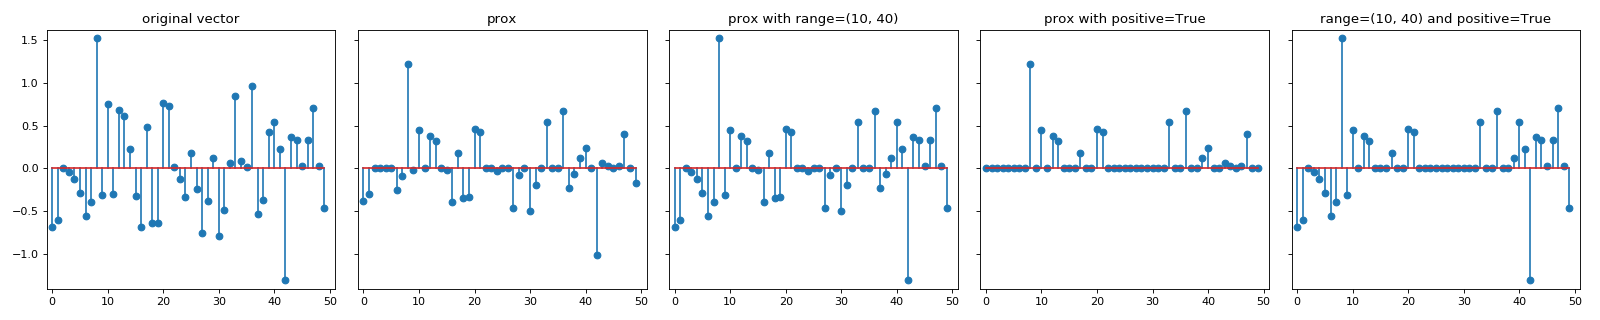 original vector
prox
prox with range=(10, 40)
prox with positive=True
range=(10, 40) and positive=True
1.5
1.0
0.5
0.0
−0.5
−1.0
0 10 20 30 40 50
0 10 20 30 40 50
0 10 20 30 40 50
0 10 20 30 40 50
0 10 20 30 40 50